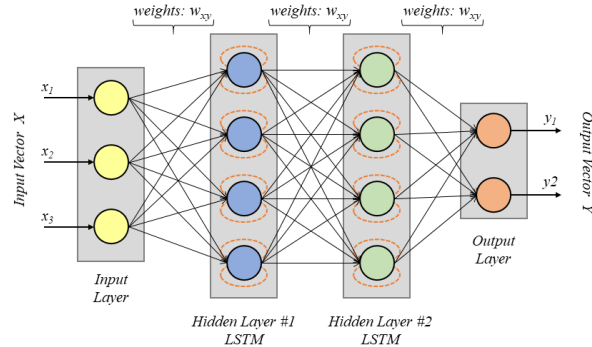 weights: wxy
weights: wxy
weights: wxy
Input Vector X
x1
x2
x3
y1
y2
Output Vector Y
Input
Layer
Output
Layer
Hidden Layer #1
LSTM
Hidden Layer #2
LSTM